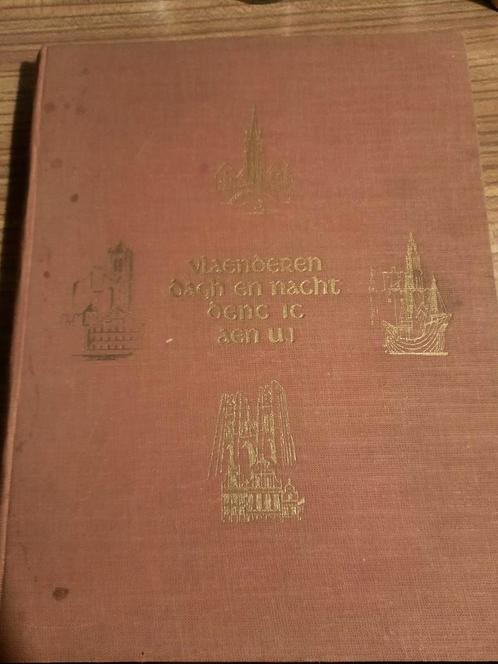 vlaenderen
dagh en nacht
denc ic
aen u.!